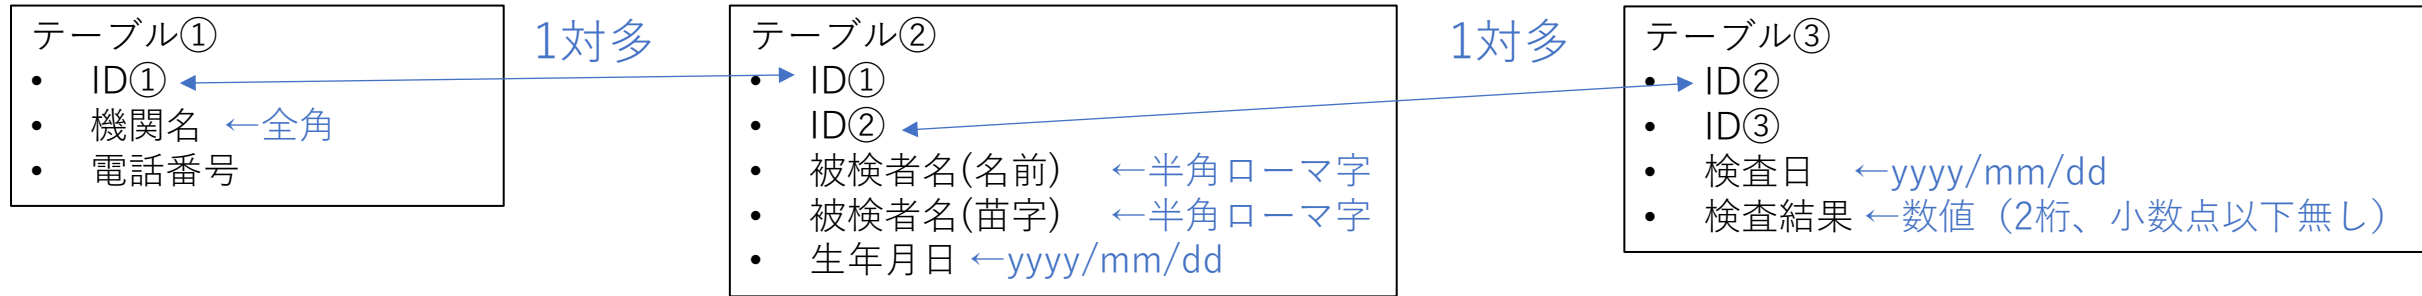 テーブル①
• ID①
• 機関名 ←全角
• 電話番号
1対多
テーブル②
• ID①
• ID②
• 被検者名(名前) ←半角ローマ字
• 被検者名(苗字) ←半角ローマ字
• 生年月日 ←yyyy/mm/dd
1対多
テーブル③
• ID②
• ID③
• 検査日 ←yyyy/mm/dd
• 検査結果 ←数値（2桁、小数点以下無し）